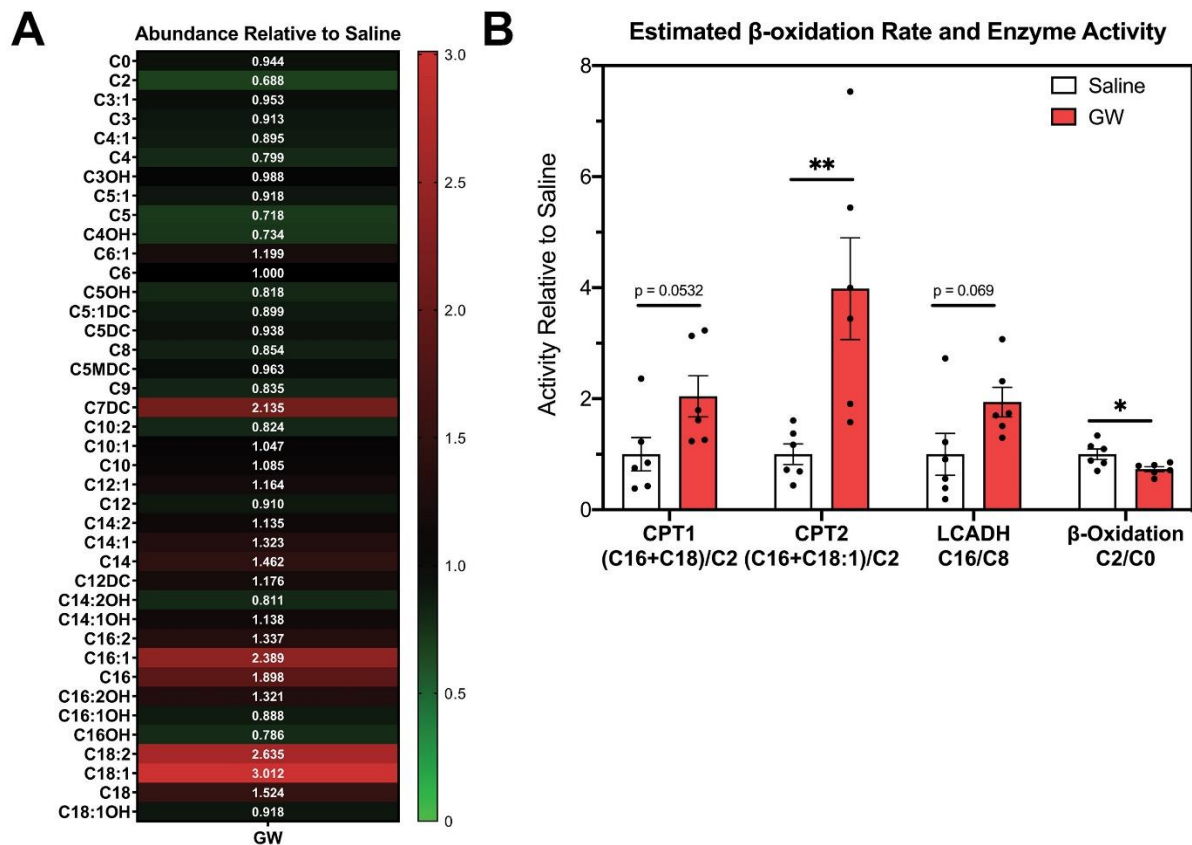 A
Abundance Relative to Saline
C0 0.944
C2 0.688
C3:1 0.953
C3 0.913
C4:1 0.895
C4 0.799
C3OH 0.988
C5:1 0.918
C5 0.718
C4OH 0.734
C6:1 1.199
C6 1.000
C5OH 0.818
C5:1DC 0.899
C5DC 0.938
C8 0.854
C5MDC 0.963
C9 0.835
C7DC 2.135
C10:2 0.824
C10:1 1.047
C10 1.085
C12:1 1.164
C12 0.910
C14:2 1.135
C14:1 1.323
C14 1.462
C12DC 1.176
C14:2OH 0.811
C14:1OH 1.138
C16:2 1.337
C16:1 2.389
C16 1.898
C16:2OH 1.321
C16:1OH 0.888
C16OH 0.786
C18:2 2.635
C18:1 3.012
C18 1.524
C18:1OH 0.918
GW
3.0
2.5
2.0
1.5
1.0
0.5
0
B
Estimated β-oxidation Rate and Enzyme Activity
Activity Relative to Saline
8
6
4
2
0
Saline
GW
p = 0.0532
**
p = 0.069
*
CPT1 CPT2 LCADH β-Oxidation
(C16+C18)/C2 (C16+C18:1)/C2 C16/C8 C2/C0